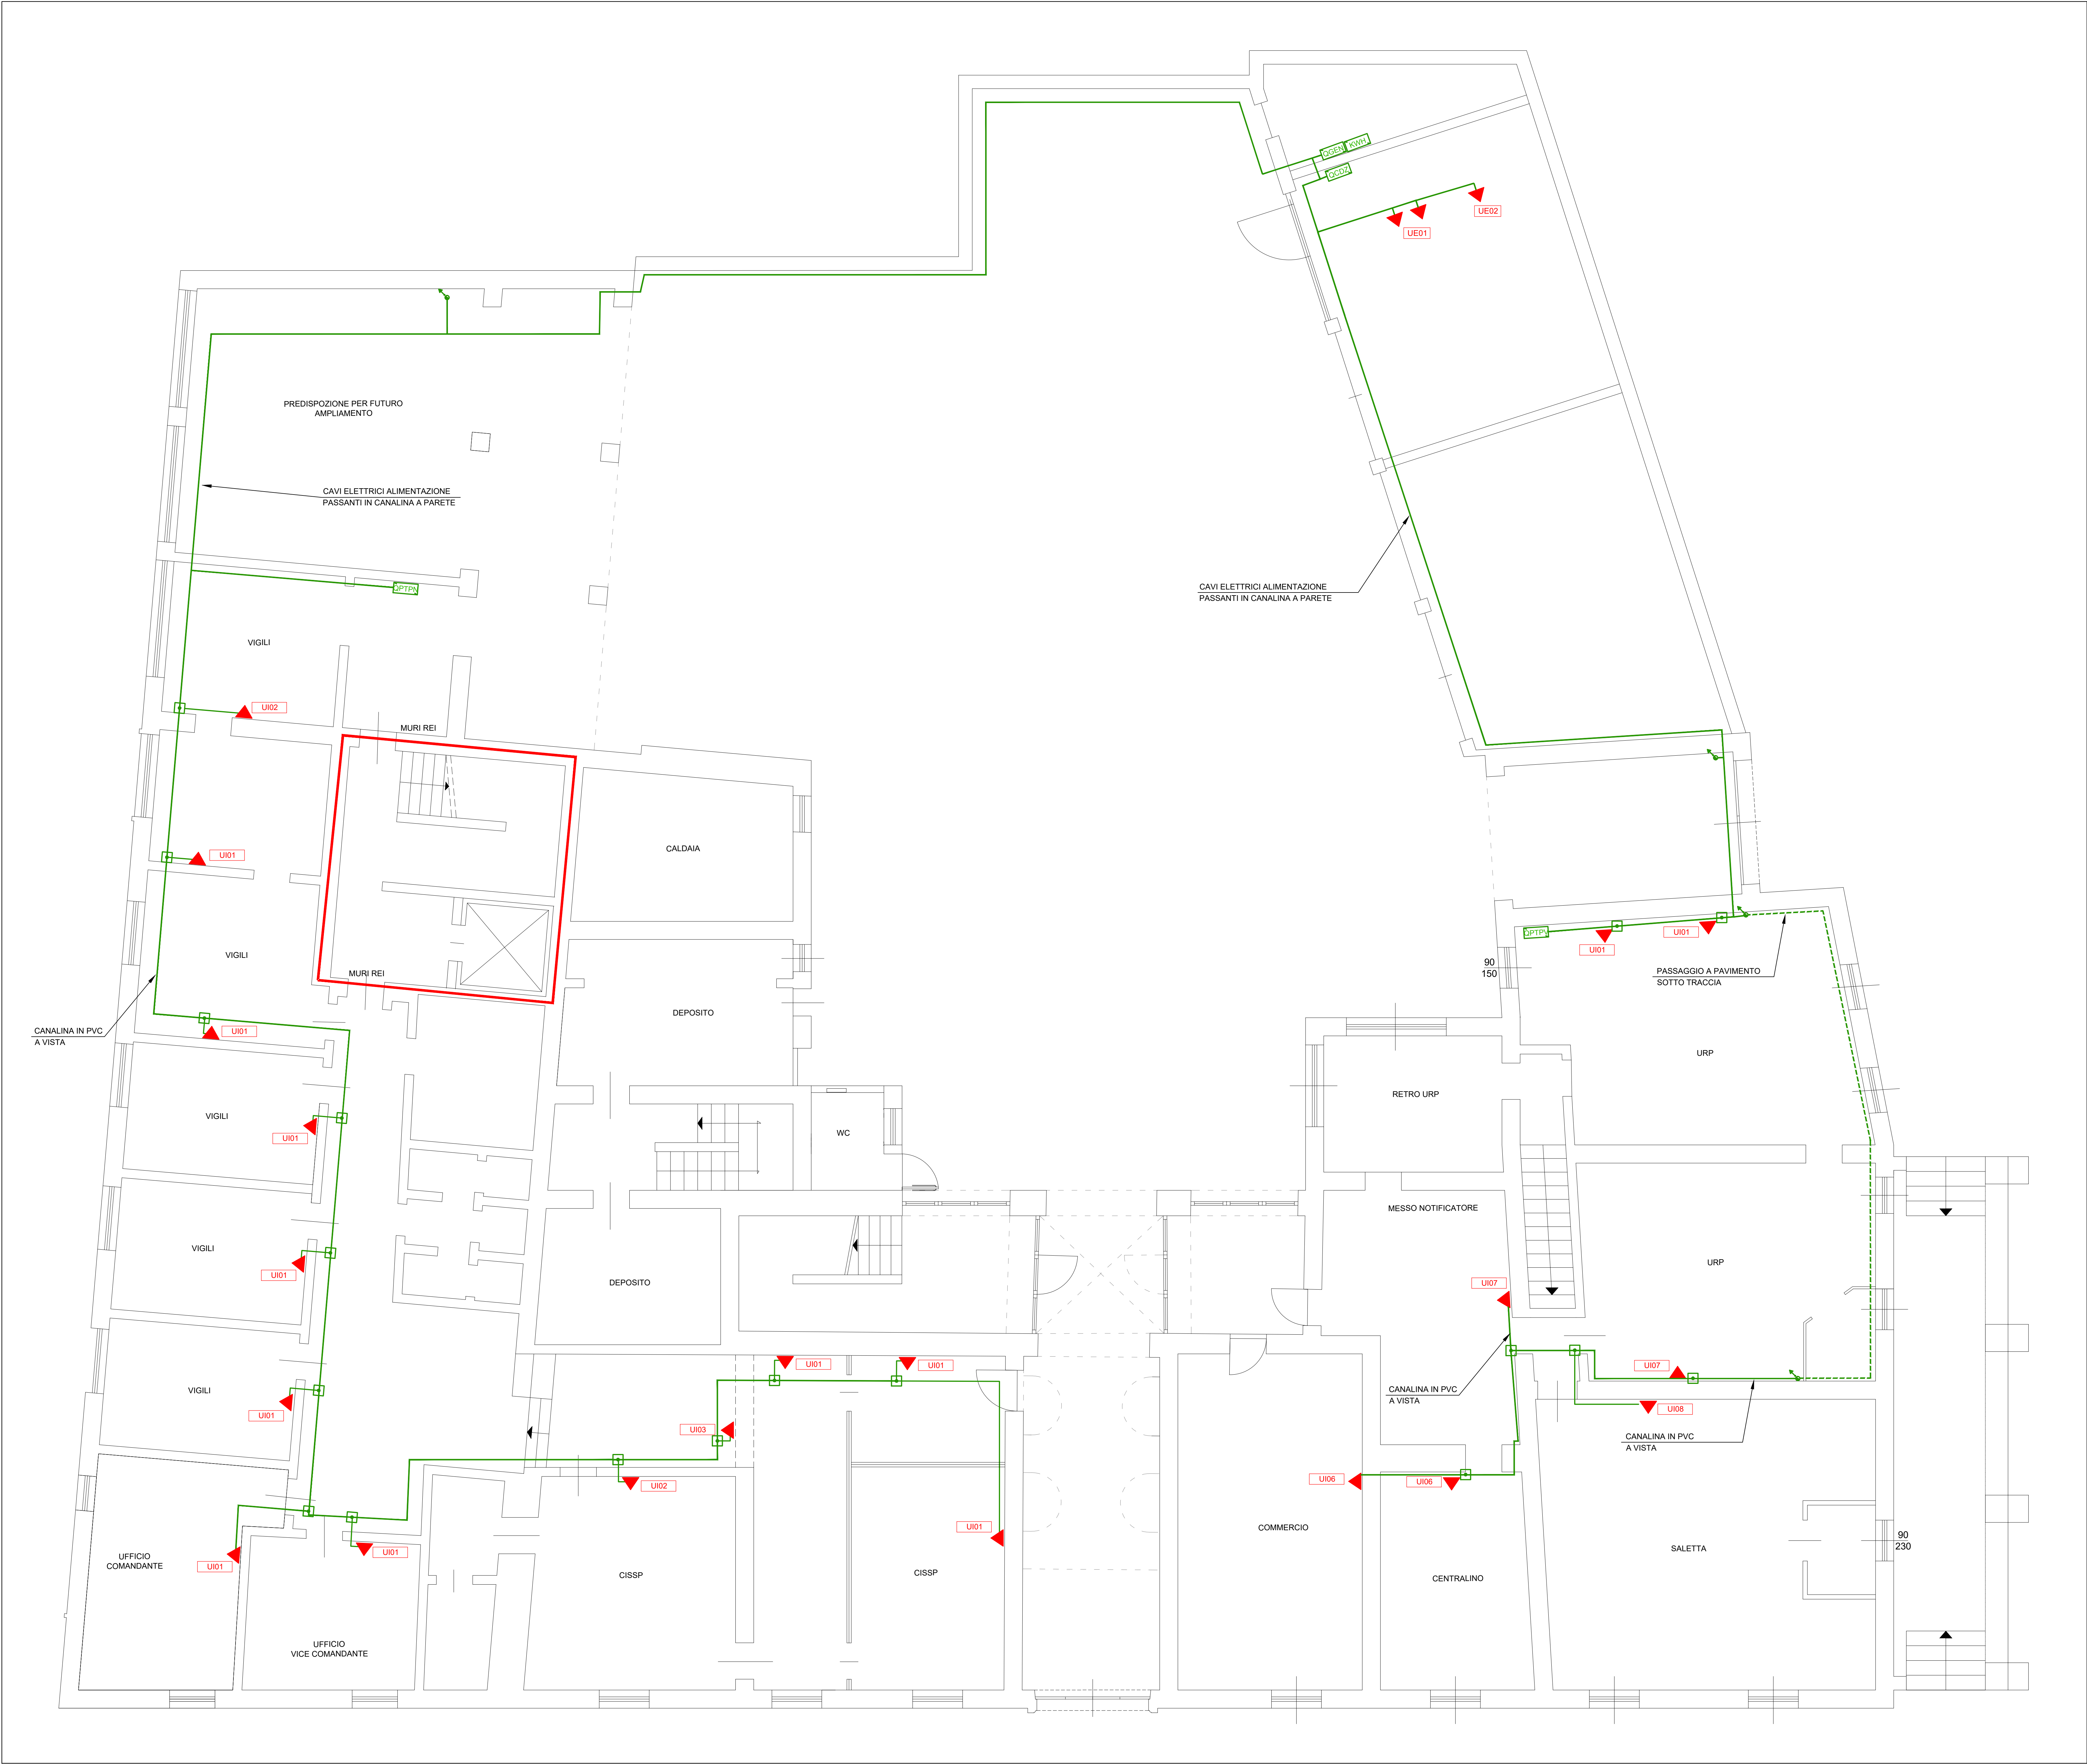 QGEN
KWH
QCDZ
UE02
UE01
PREDISPOZIONE PER FUTURO
AMPLIAMENTO
CAVI ELETTRICI ALIMENTAZIONE
PASSANTI IN CANALINA A PARETE
CAVI ELETTRICI ALIMENTAZIONE
PASSANTI IN CANALINA A PARETE
QPTPN
VIGILI
UI02
MURI REI
CALDAIA
UI01
VIGILI
MURI REI
UI01
CANALINA IN PVC
A VISTA
DEPOSITO
QPTPV
UI01
UI01
90
150
PASSAGGIO A PAVIMENTO
SOTTO TRACCIA
URP
RETRO URP
VIGILI
UI01
WC
MESSO NOTIFICATORE
VIGILI
UI01
DEPOSITO
URP
UI07
UI01
UI01
UI07
VIGILI
UI01
CANALINA IN PVC
A VISTA
UI08
UI03
CANALINA IN PVC
A VISTA
UI02
UI06
UI06
UI01
COMMERCIO
90
230
SALETTA
UFFICIO
COMANDANTE
UI01
UI01
CISSP
CISSP
CENTRALINO
UFFICIO
VICE COMANDANTE